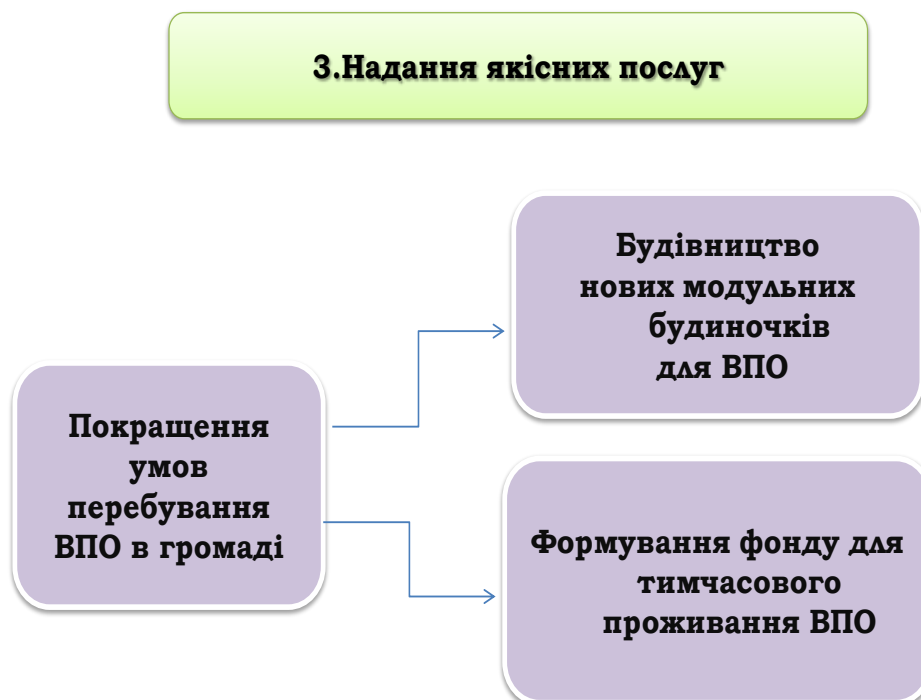 3.Надання якісних послуг
Будівництво
нових модульних
будиночків
для ВПО
Покращення
умов
перебування
ВПО в громаді
Формування фонду для
тимчасового
проживання ВПО